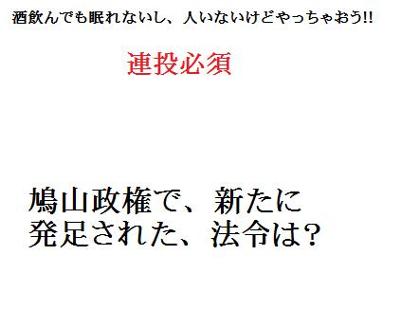 酒飲んでも眠れないし、人いないけどやっちゃおう!!
連投必須
鳩山政権で、新たに
発足された、法令は？